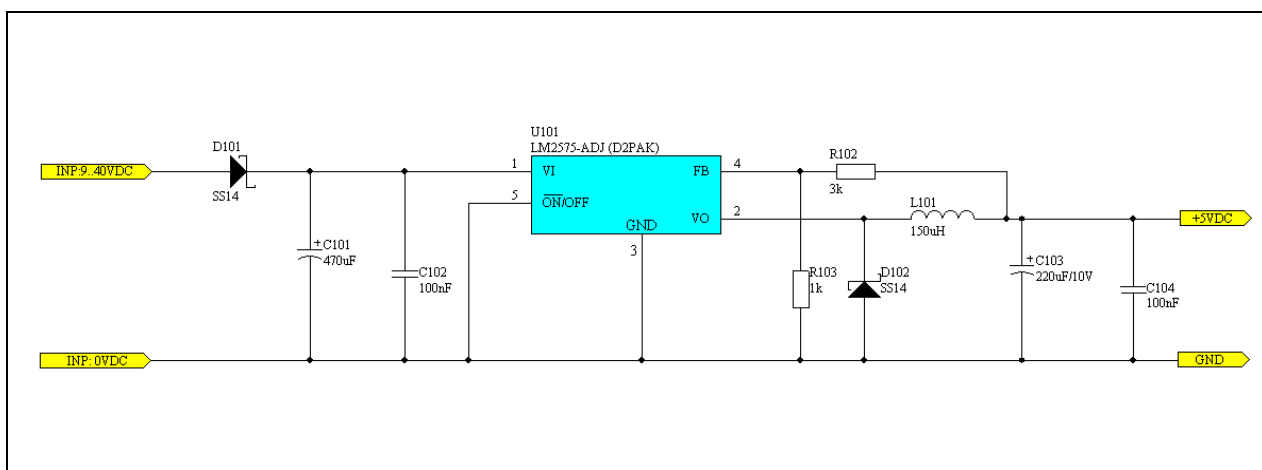 U101
LM2575-ADJ (D2PAK)
D101
INP:9..40VDC
SS14
1
VI
FB
4
R102
3k
5
ON/OFF
VO
2
L101
150uH
+5VDC
GND
3
C101
470uF
C102
100nF
R103
1k
D102
SS14
C103
220uF/10V
C104
100nF
INP: 0VDC
GND
+
+